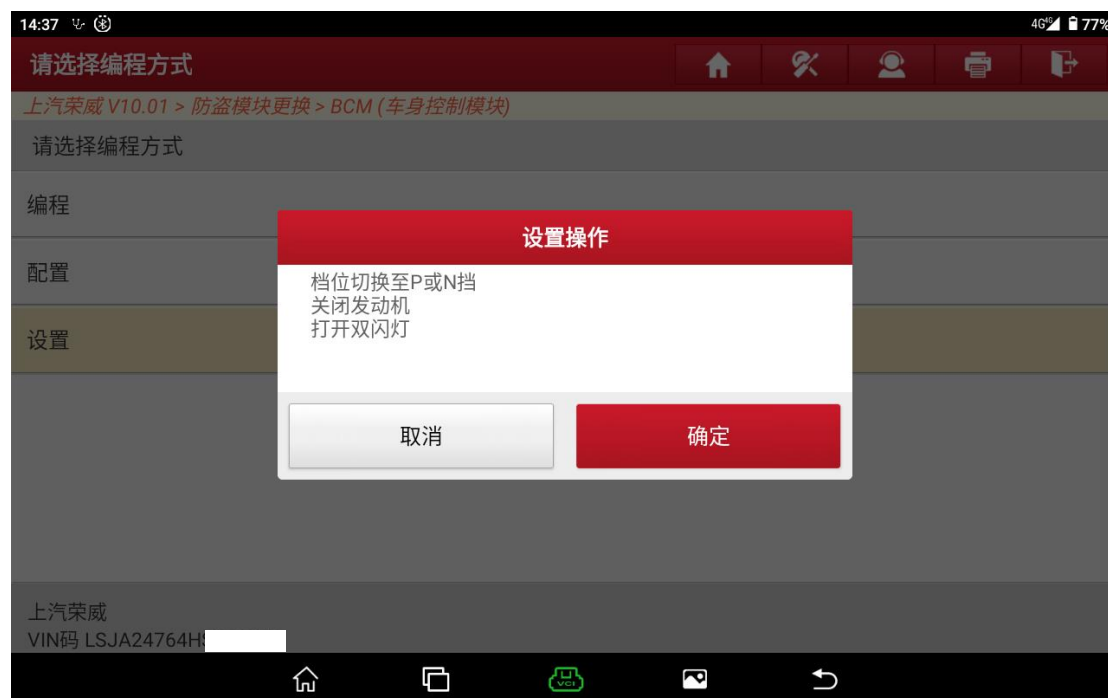 14:37
4G 4G 77%
请选择编程方式
上汽荣威 V10.01 > 防盗模块更换 > BCM (车身控制模块)
请选择编程方式
编程
配置
设置
设置操作
档位切换至P或N挡
关闭发动机
打开双闪灯
取消
确定
上汽荣威
VIN码 LSJA24764H
VCI